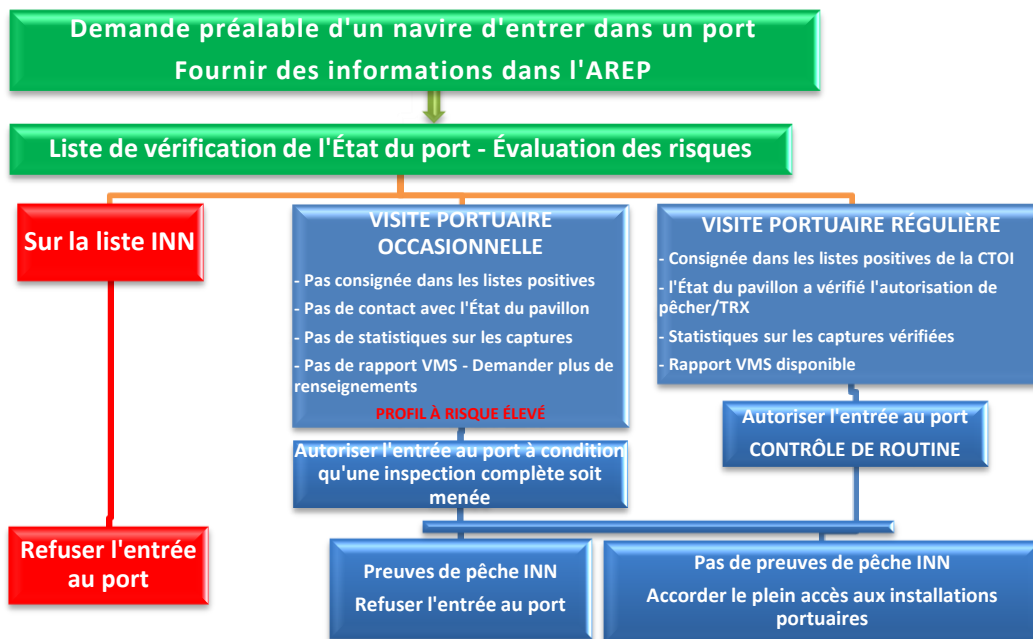 Demande préalable d'un navire d'entrer dans un port
Fournir des informations dans l'AREP
Liste de vérification de l'État du port - Évaluation des risques
Sur la liste INN
VISITE PORTUAIRE
OCCASIONNELLE
- Pas consignée dans les listes positives
- Pas de contact avec l'État du pavillon
- Pas de statistiques sur les captures
- Pas de rapport VMS - Demander plus de
renseignements
PROFIL À RISQUE ÉLEVÉ
VISITE PORTUAIRE RÉGULIÈRE
- Consignée dans les listes positives de la CTOI
- l'État du pavillon a vérifié l'autorisation de
pêcher/TRX
- Statistiques sur les captures vérifiées
- Rapport VMS disponible
Autoriser l'entrée au port à condition
qu'une inspection complète soit
menée
Autoriser l'entrée au port
CONTRÔLE DE ROUTINE
Refuser l'entrée
au port
Preuves de pêche INN
Refuser l'entrée au port
Pas de preuves de pêche INN
Accorder le plein accès aux installations
portuaires